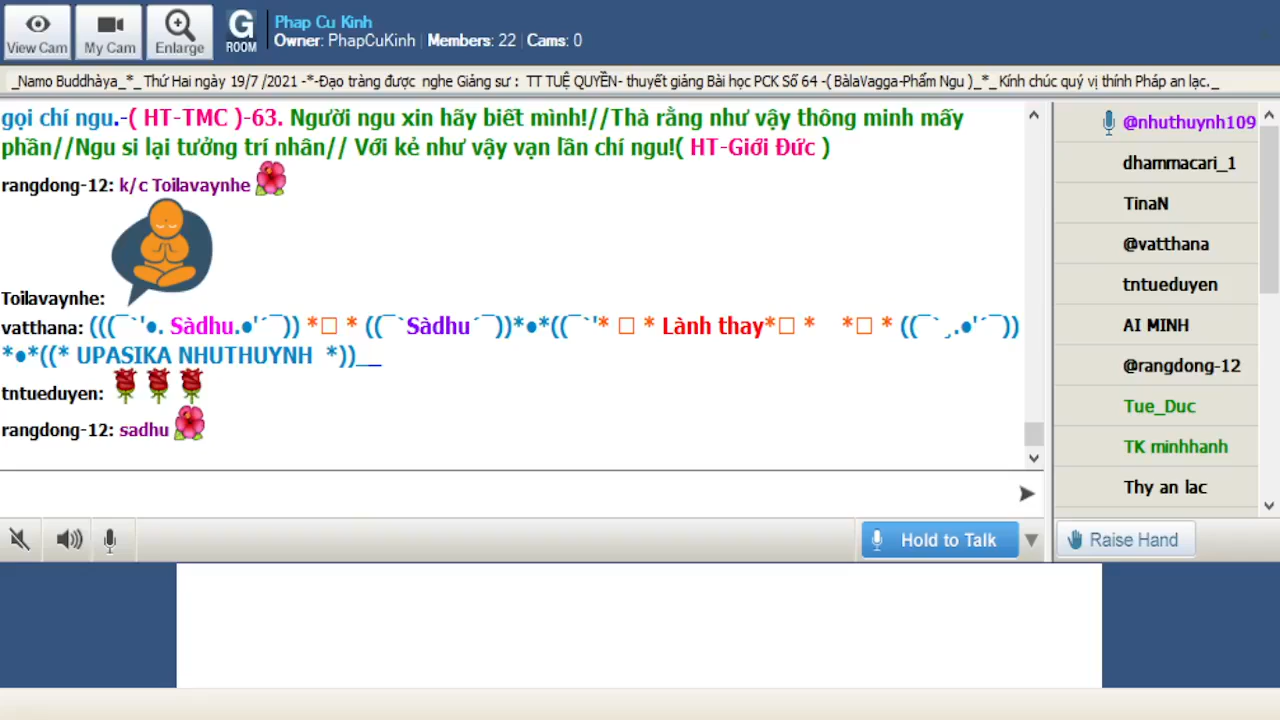 View Cam
My Cam
Enlarge
G
ROOM
Phap Cu Kinh
Owner: PhapCuKinh | Members: 22 | Cams: 0
_Namo Buddhàya_*_ Thứ Hai ngày 19/7 /2021 -*-Đạo tràng được nghe Giảng sư : TT TUỆ QUYỀN- thuyết giảng Bài học PCK Số 64 -( BàlaVagga-Phẩm Ngu )_*_ Kính chúc quý vị thính Pháp an lạc._
gọi chí ngu.-( HT-TMC )-63. Người ngu xin hãy biết mình!//Thà rằng như vậy thông minh mấy
phần//Ngu si lại tưởng trí nhân// Với kẻ như vậy vạn lần chí ngu!( HT-Giới Đức )
rangdong-12: k/c Toilavaynhe
Toilavaynhe:
vatthana: (((¯`'●. Sàdhu.●'´¯)) *□ * ((¯`Sàdhu´¯))*●*((¯`'* □ * Lành thay*□ * *□ * ((¯`¸.●'´¯))
*●*((* UPASIKA NHUTHUYNH *))__
tntueduyen:
rangdong-12: sadhu
@nhuthuynh109
dhammacari_1
TinaN
@vatthana
tntueduyen
AI MINH
@rangdong-12
Tue_Duc
TK minhhanh
Thy an lac
Hold to Talk
Raise Hand